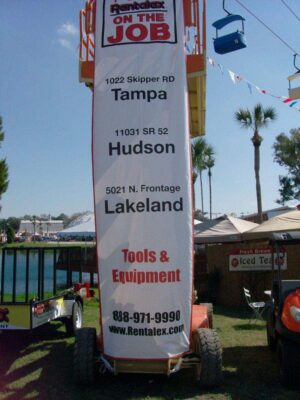 Rentalex
ON THE
JOB
1022 Skipper RD
Tampa
11031 SR 52
Hudson
5021 N. Frontage
Lakeland
Tools &
Equipment
888-971-9990
www.Rentalex.com
Iced Tea